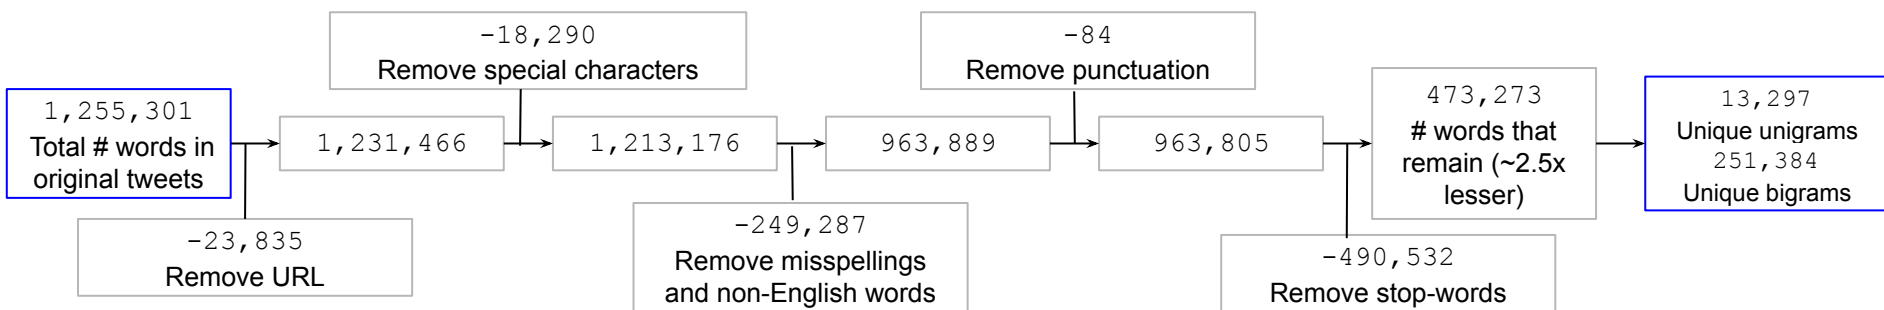 1,255,301
Total # words in
original tweets
-23,835
Remove URL
1,231,466
-18,290
Remove special characters
1,213,176
-249,287
Remove misspellings
and non-English words
963,889
-84
Remove punctuation
963,805
-490,532
Remove stop-words
473,273
# words that
remain (~2.5x
lesser)
13,297
Unique unigrams
251,384
Unique bigrams